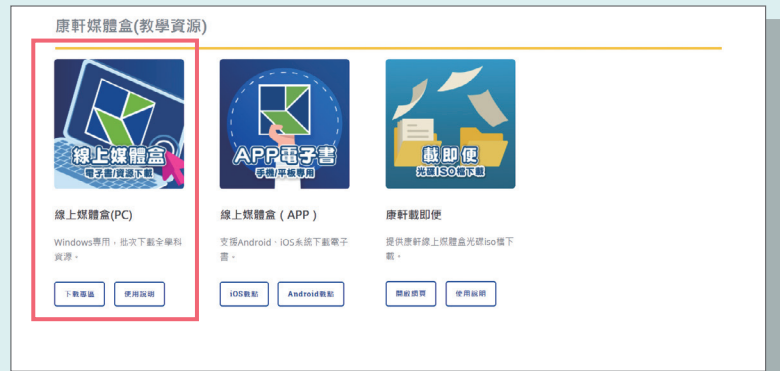 康軒媒體盒(教學資源)
線上媒體盒
電子書/資源下載
APP電子書
手機/平板專用
載即便
光碟ISO檔下載
線上媒體盒(PC)
Windows專用，批次下載全學科
資源。
下載專區
使用說明
線上媒體盒（APP）
支援Android、iOS系統下載電子
書。
iOS載點
Android載點
康軒載即便
提供康軒線上媒體盒光碟iso檔下
載。
開啟網頁
使用說明